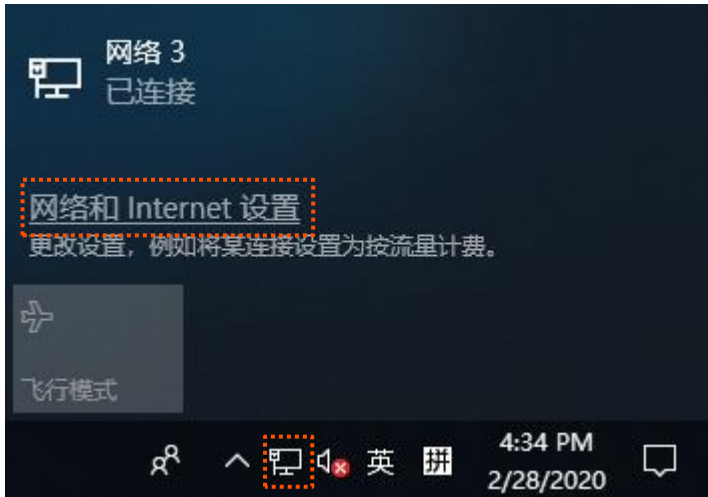 网络 3
已连接
网络和 Internet 设置
更改设置，例如将某连接设置为按流量计费。
飞行模式
英 拼 4:34 PM
2/28/2020